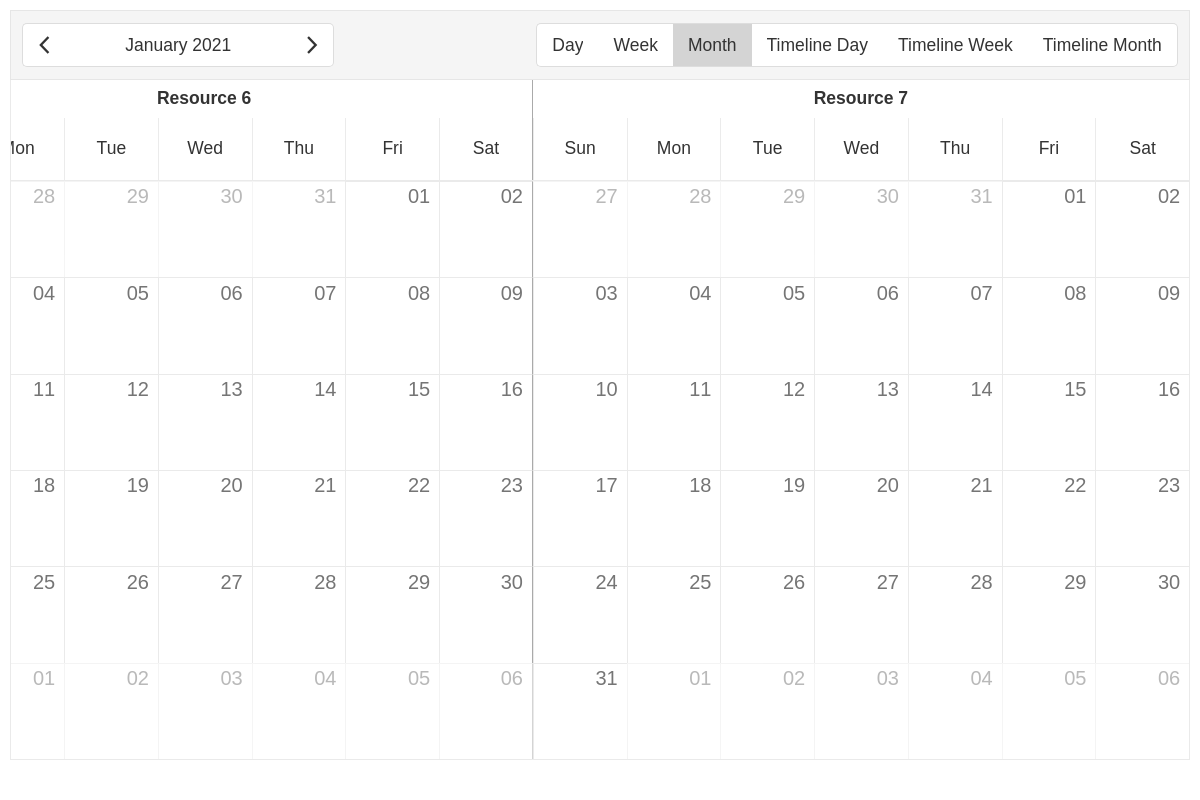 January 2021 Day Week Month Timeline Day Timeline Week Timeline Month
Resource 6 Resource 7
Mon Tue Wed Thu Fri Sat Sun Mon Tue Wed Thu Fri Sat
28 29 30 31 01 02 27 28 29 30 31 01 02
04 05 06 07 08 09 03 04 05 06 07 08 09
11 12 13 14 15 16 10 11 12 13 14 15 16
18 19 20 21 22 23 17 18 19 20 21 22 23
25 26 27 28 29 30 24 25 26 27 28 29 30
01 02 03 04 05 06 31 01 02 03 04 05 06